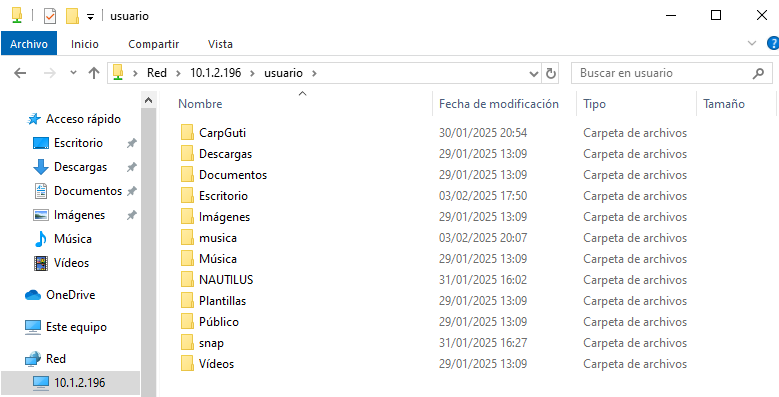 usuario
Archivo Inicio Compartir Vista
Red 10.1.2.196 usuario Buscar en usuario
Acceso rápido
Escritorio
Descargas
Documentos
Imágenes
Música
Vídeos
OneDrive
Este equipo
Red
10.1.2.196
Nombre Fecha de modificación Tipo Tamaño
CarpGuti 30/01/2025 20:54 Carpeta de archivos
Descargas 29/01/2025 13:09 Carpeta de archivos
Documentos 29/01/2025 13:09 Carpeta de archivos
Escritorio 03/02/2025 17:50 Carpeta de archivos
Imágenes 29/01/2025 13:09 Carpeta de archivos
musica 03/02/2025 20:07 Carpeta de archivos
Música 29/01/2025 13:09 Carpeta de archivos
NAUTILUS 31/01/2025 16:02 Carpeta de archivos
Plantillas 29/01/2025 13:09 Carpeta de archivos
Público 29/01/2025 13:09 Carpeta de archivos
snap 31/01/2025 16:27 Carpeta de archivos
Vídeos 29/01/2025 13:09 Carpeta de archivos